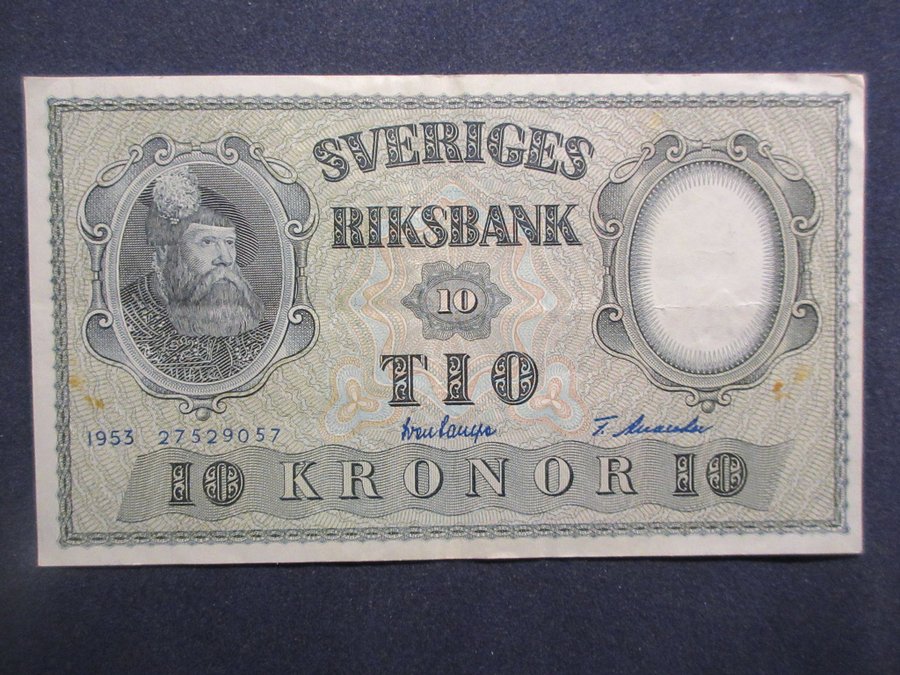 SVERIGES
RIKSBANK
10
TIO
1953 27529057
10 KRONOR 10